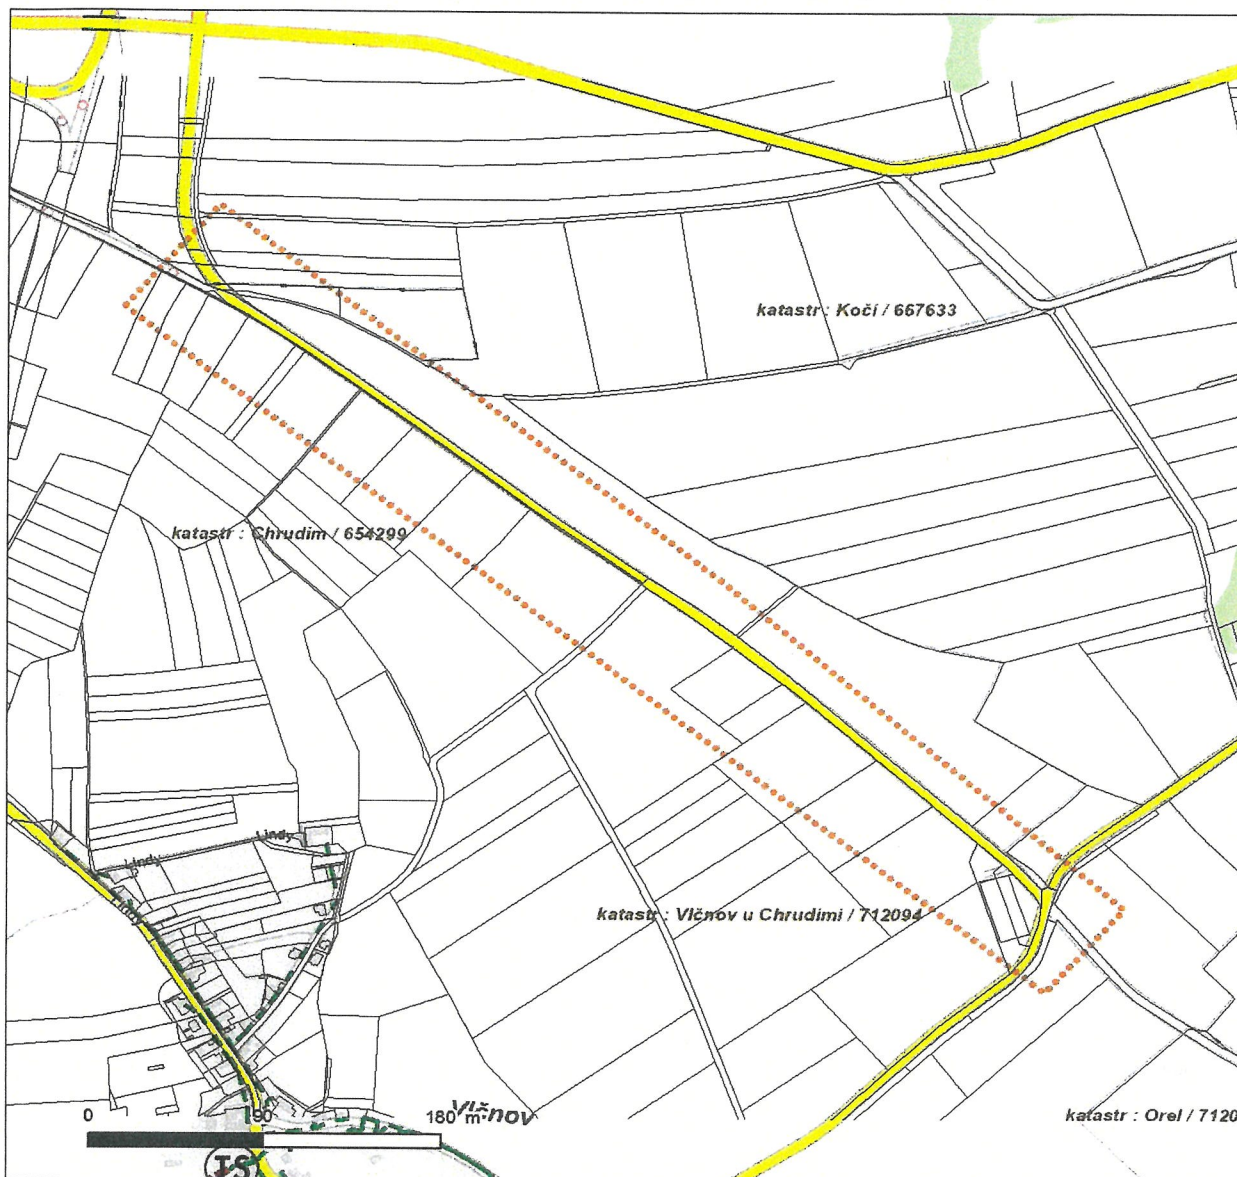 katastr : Kočí / 667633
katastr : Chrudim / 654299
Lindy
Lindy
katastr : Vlčnov u Chrudimi / 712094
0 90 180 m
Vlčnov
katastr : Orel / 7120
IS